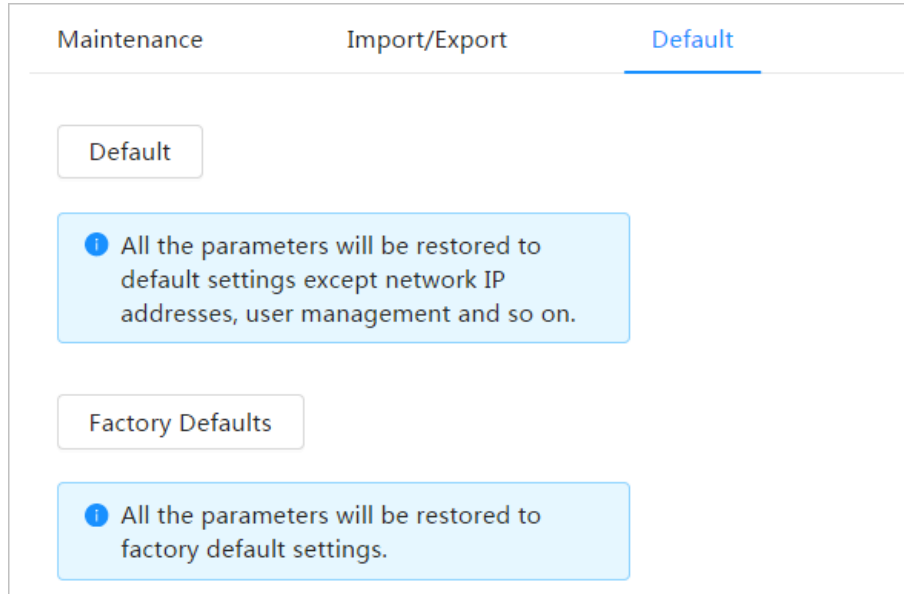 Maintenance Import/Export Default
Default
All the parameters will be restored to
default settings except network IP
addresses, user management and so on.
Factory Defaults
All the parameters will be restored to
factory default settings.